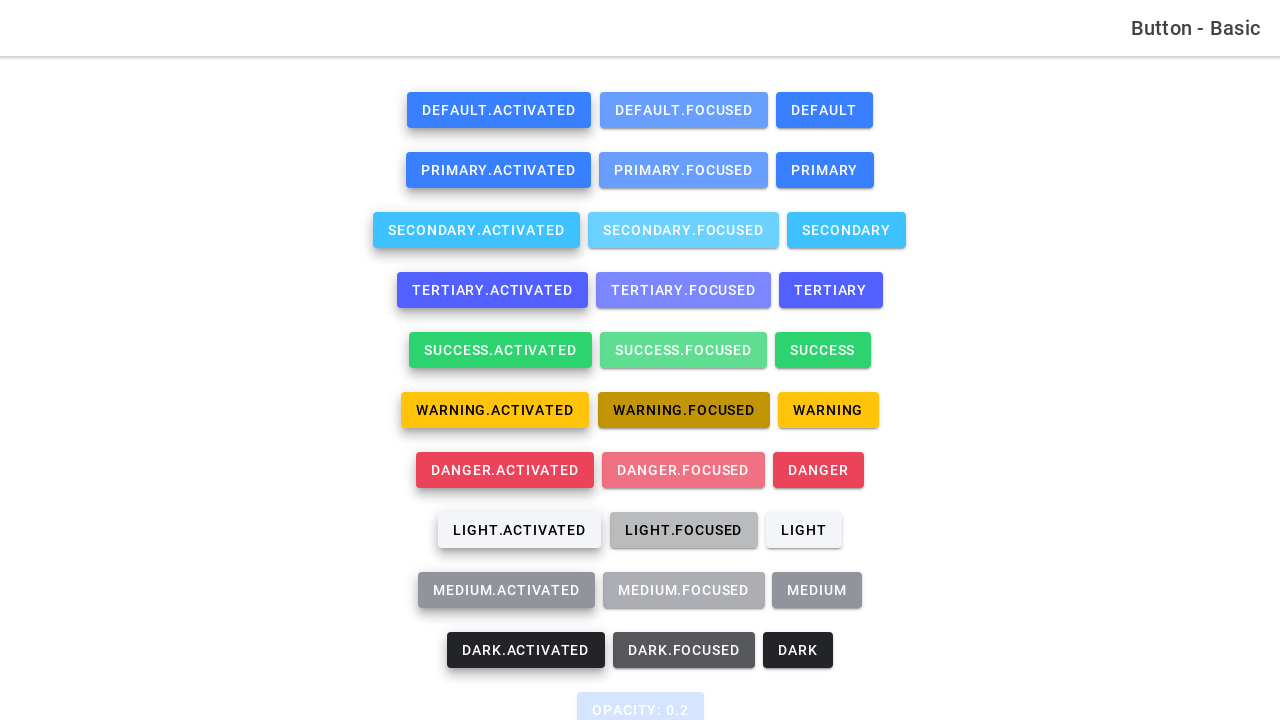 Button - Basic
DEFAULT.ACTIVATED DEFAULT.FOCUSED DEFAULT
PRIMARY.ACTIVATED PRIMARY.FOCUSED PRIMARY
SECONDARY.ACTIVATED SECONDARY.FOCUSED SECONDARY
TERTIARY.ACTIVATED TERTIARY.FOCUSED TERTIARY
SUCCESS.ACTIVATED SUCCESS.FOCUSED SUCCESS
WARNING.ACTIVATED WARNING.FOCUSED WARNING
DANGER.ACTIVATED DANGER.FOCUSED DANGER
LIGHT.ACTIVATED LIGHT.FOCUSED LIGHT
MEDIUM.ACTIVATED MEDIUM.FOCUSED MEDIUM
DARK.ACTIVATED DARK.FOCUSED DARK
OPACITY: 0.2